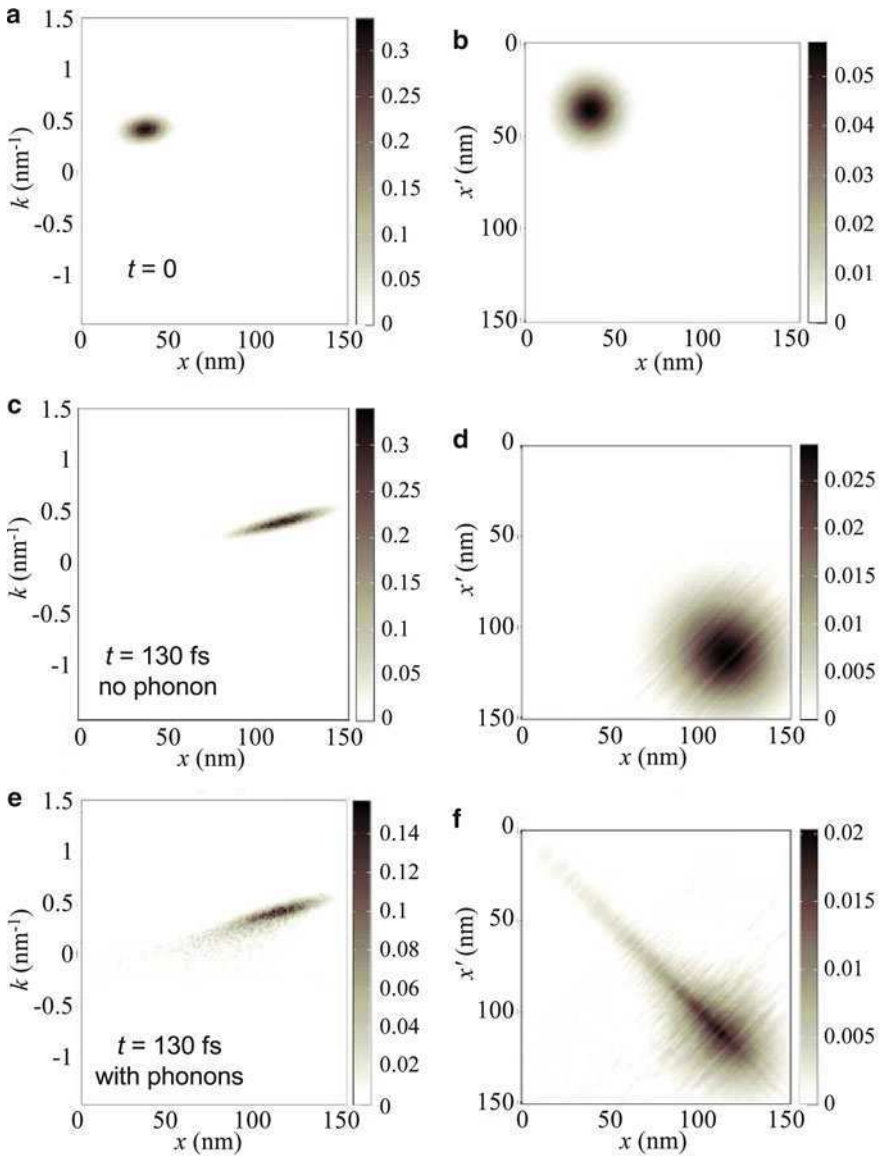 a
1.5
1
0.5
0
-0.5
-1
k (nm⁻¹)
t = 0
0 50 100 150
x (nm)
0.3
0.25
0.2
0.15
0.1
0.05
0
b
0
50
100
150
x′ (nm)
0 50 100 150
x (nm)
0.05
0.04
0.03
0.02
0.01
0
c
1.5
1
0.5
0
-0.5
-1
k (nm⁻¹)
t = 130 fs
no phonon
0 50 100 150
x (nm)
0.3
0.25
0.2
0.15
0.1
0.05
0
d
0
50
100
150
x′ (nm)
0 50 100 150
x (nm)
0.025
0.02
0.015
0.01
0.005
0
e
1.5
1
0.5
0
-0.5
-1
k (nm⁻¹)
t = 130 fs
with phonons
0 50 100 150
x (nm)
0.14
0.12
0.1
0.08
0.06
0.04
0.02
0
f
0
50
100
150
x′ (nm)
0 50 100 150
x (nm)
0.02
0.015
0.01
0.005
0